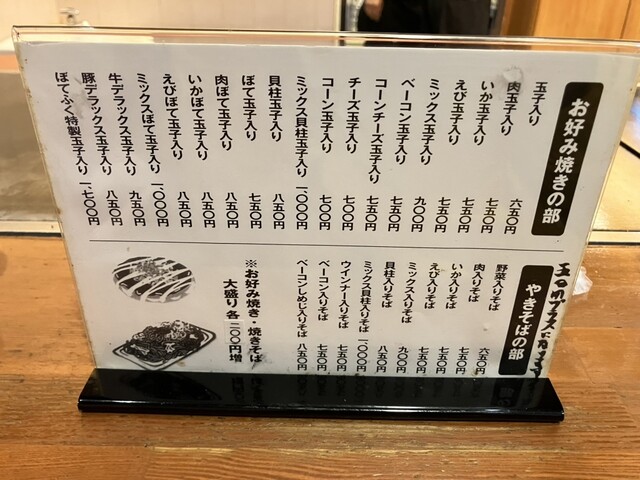 お好み焼きの部
玉子入り 六五〇円
肉玉子入り 七五〇円
いか玉子入り 七五〇円
えび玉子入り 七五〇円
ミックス玉子入り 九〇〇円
ベーコン玉子入り 七五〇円
コーンチーズ玉子入り 七五〇円
チーズ玉子入り 七〇〇円
コーン玉子入り 七〇〇円
ミックス貝柱玉子入り 一、〇〇〇円
貝柱玉子入り 八五〇円
ぼて玉子入り 七五〇円
肉ぼて玉子入り 八五〇円
いかぼて玉子入り 八五〇円
えびぼて玉子入り 八五〇円
ミックスぼて玉子入り 一、〇〇〇円
牛デラックス玉子入り 九五〇円
豚デラックス玉子入り 八五〇円
ぼてふく特製玉子入り 一、七〇〇円
プラスになります
やきそばの部
野菜入りそば 六五〇円
肉入りそば 七五〇円
いか入りそば 七五〇円
えび入りそば 七五〇円
ミックス入りそば 九〇〇円
貝柱入りそば 八五〇円
ミックス貝柱入りそば 一、〇〇〇円
ウインナー入りそば 七五〇円
ベーコン入りそば 七五〇円
ベーコンしめじ入りそば 八五〇円
※お好み焼き・焼きそば
大盛り各二〇〇円増